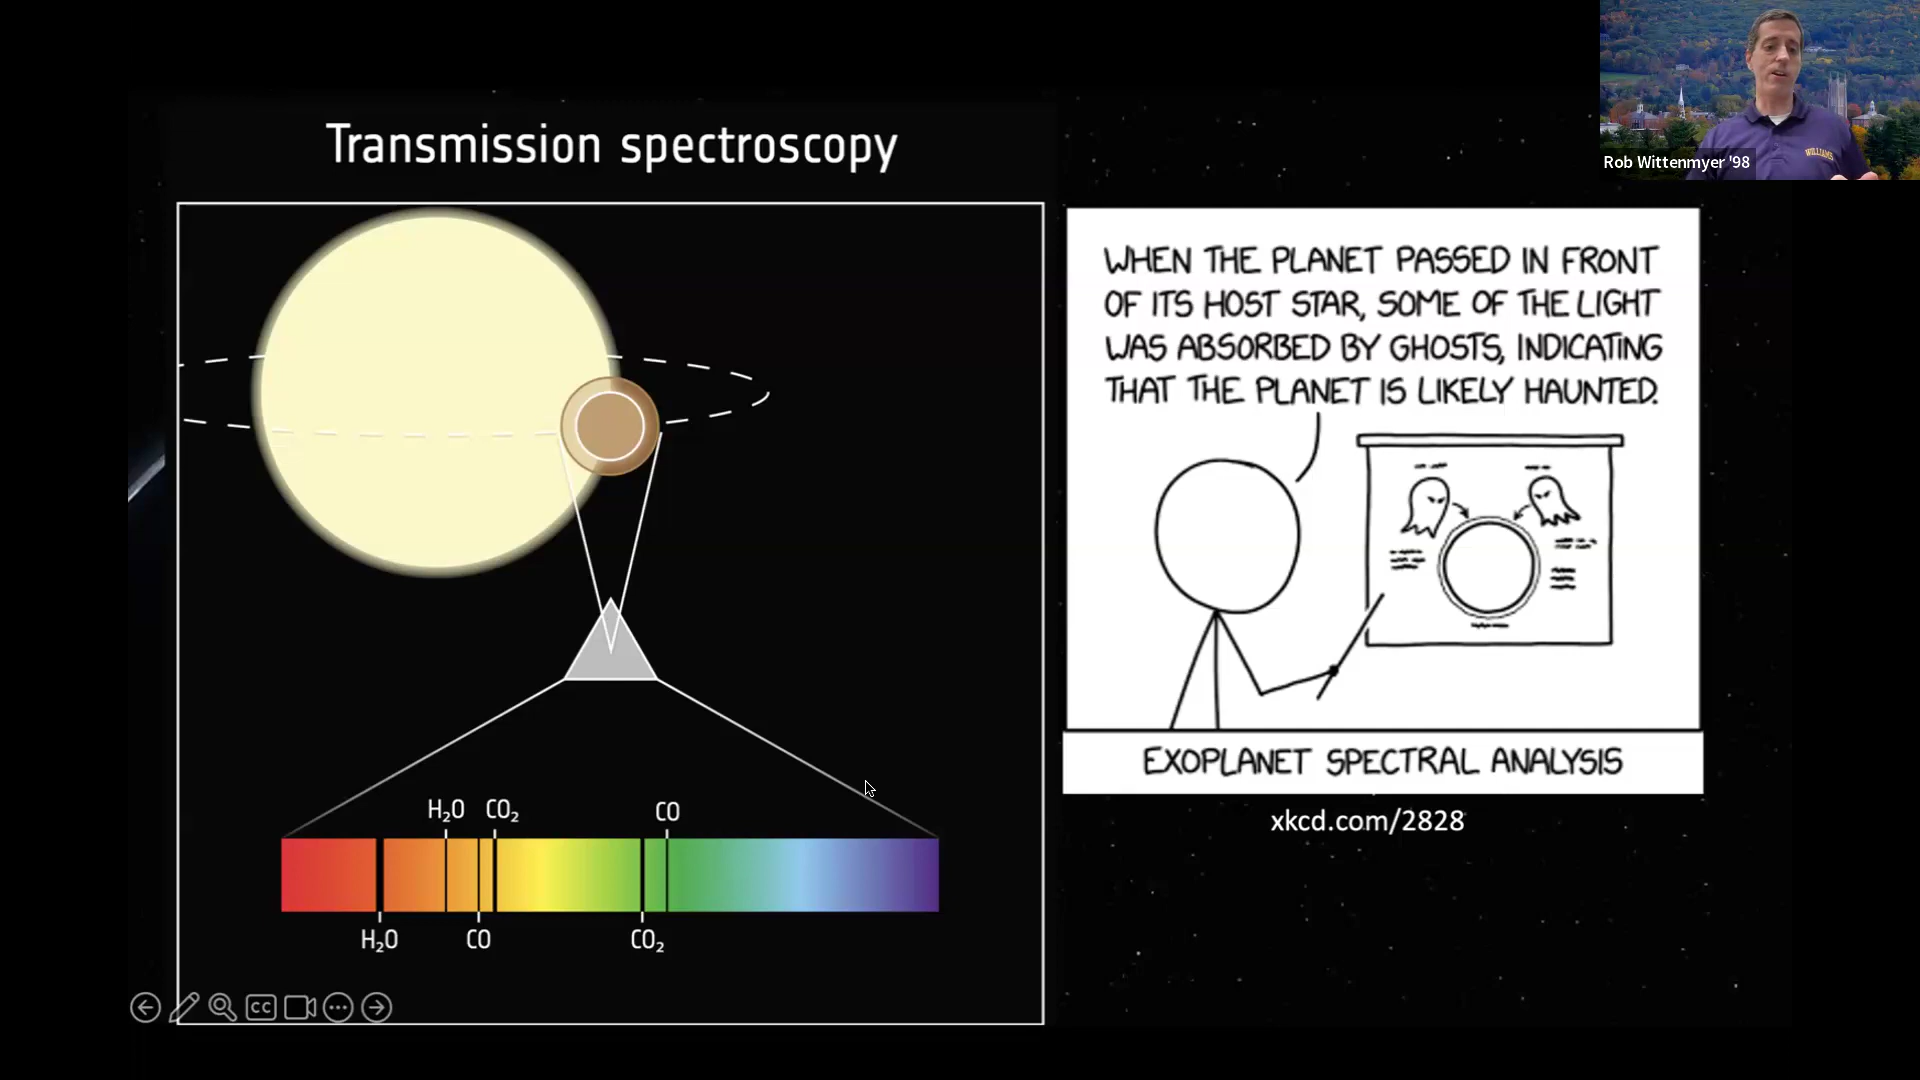 Transmission spectroscopy
WHEN THE PLANET PASSED IN FRONT
OF ITS HOST STAR, SOME OF THE LIGHT
WAS ABSORBED BY GHOSTS, INDICATING
THAT THE PLANET IS LIKELY HAUNTED.
EXOPLANET SPECTRAL ANALYSIS
xkcd.com/2828
H₂O CO₂ CO
H₂O CO CO₂
CC
WILLIAMS
Rob Wittenmyer '98